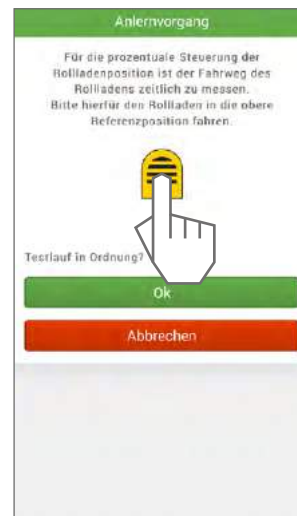 Anlernvorgang
Für die prozentuale Steuerung der
Rollladenposition ist der Fahrweg des
Rollladens zeitlich zu messen.
Bitte hierfür den Rollladen in die obere
Referenzposition fahren.
Testlauf in Ordnung?
Ok
Abbrechen